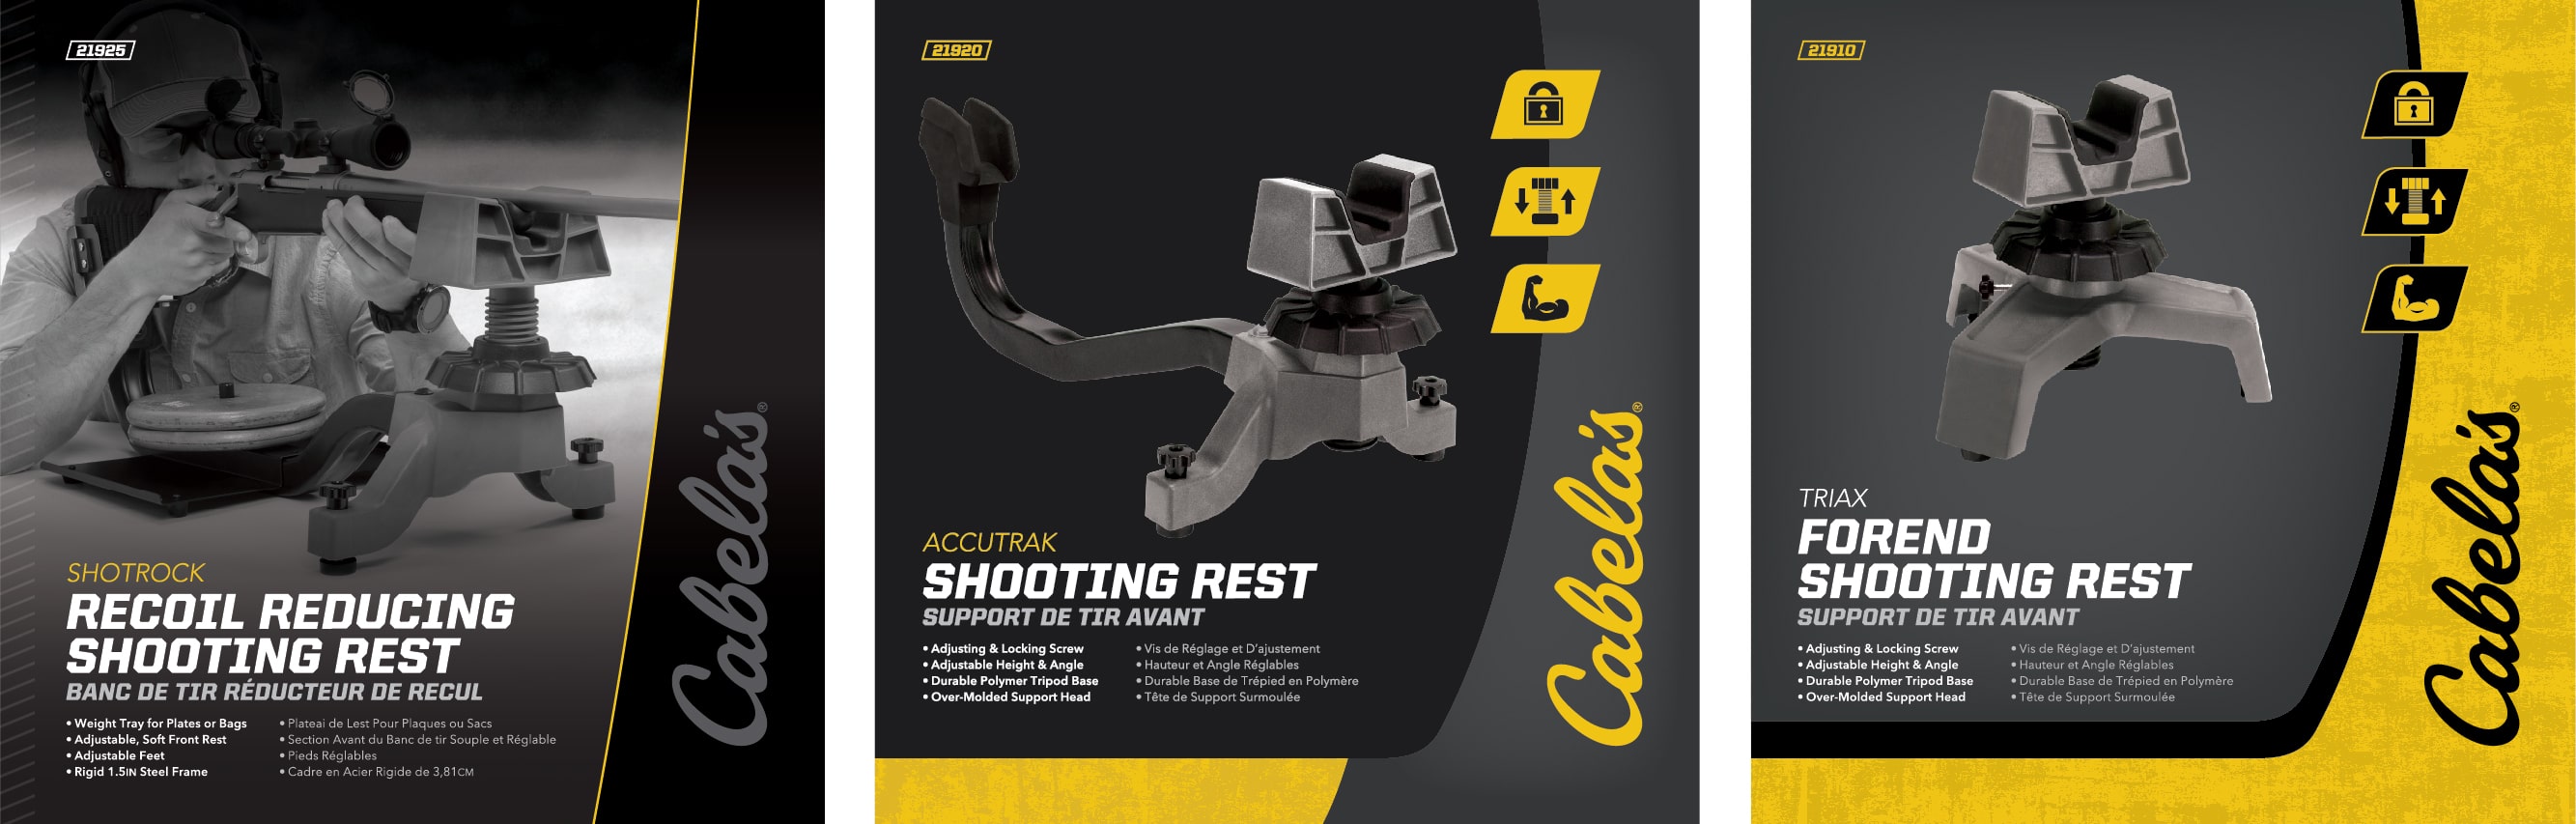 21925
SHOTROCK
RECOIL REDUCING
SHOOTING REST
BANC DE TIR RÉDUCTEUR DE RECUL
• Weight Tray for Plates or Bags
• Adjustable, Soft Front Rest
• Adjustable Feet
• Rigid 1.5IN Steel Frame
• Plateai de Lest Pour Plaques ou Sacs
• Section Avant du Banc de tir Souple et Réglable
• Pieds Réglables
• Cadre en Acier Rigide de 3,81CM
Cabela's®
21920
ACCUTRAK
SHOOTING REST
SUPPORT DE TIR AVANT
• Adjusting & Locking Screw
• Adjustable Height & Angle
• Durable Polymer Tripod Base
• Over-Molded Support Head
• Vis de Réglage et D'ajustement
• Hauteur et Angle Réglables
• Durable Base de Trépied en Polymère
• Tête de Support Surmoulée
Cabela's®
21910
TRIAX
FOREND
SHOOTING REST
SUPPORT DE TIR AVANT
• Adjusting & Locking Screw
• Adjustable Height & Angle
• Durable Polymer Tripod Base
• Over-Molded Support Head
• Vis de Réglage et D'ajustement
• Hauteur et Angle Réglables
• Durable Base de Trépied en Polymère
• Tête de Support Surmoulée
Cabela's®